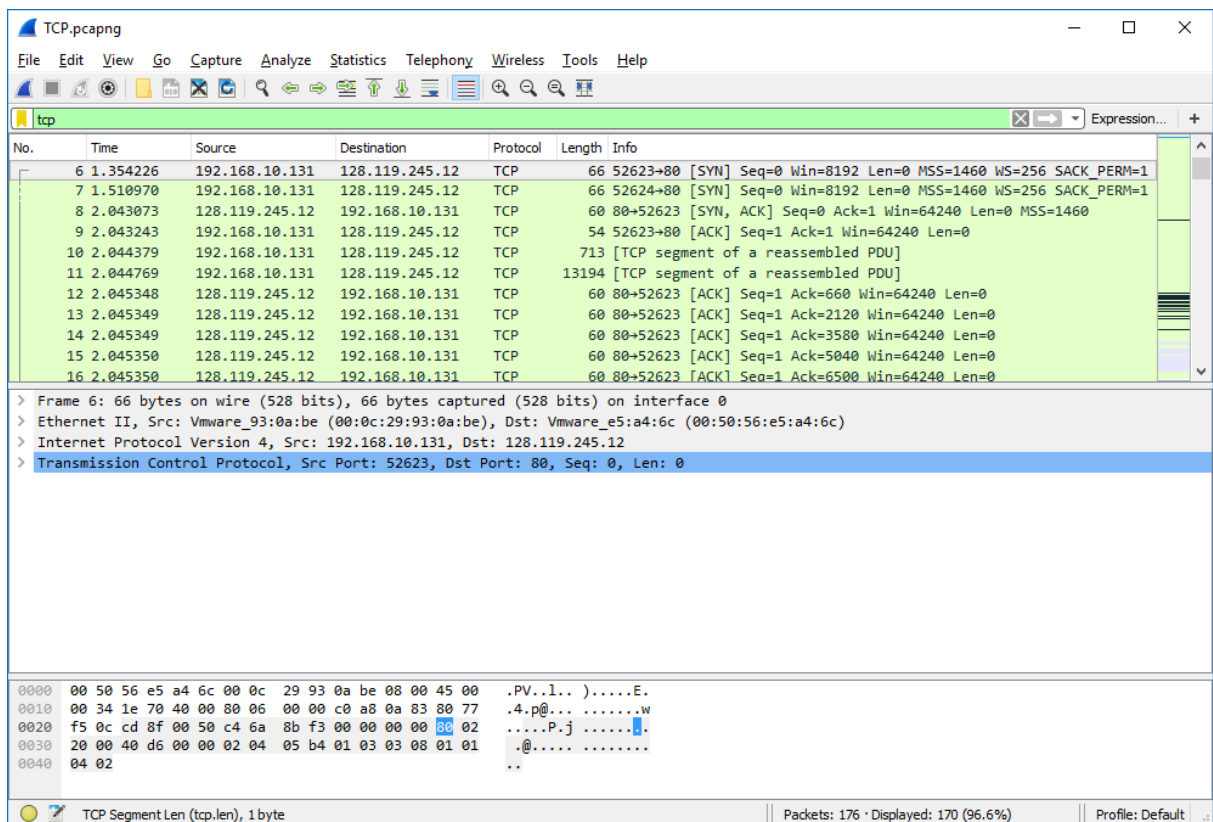 TCP.pcapng
File Edit View Go Capture Analyze Statistics Telephony Wireless Tools Help
tcp Expression... +
No. Time Source Destination Protocol Length Info
6 1.354226 192.168.10.131 128.119.245.12 TCP 66 52623→80 [SYN] Seq=0 Win=8192 Len=0 MSS=1460 WS=256 SACK_PERM=1
7 1.510970 192.168.10.131 128.119.245.12 TCP 66 52624→80 [SYN] Seq=0 Win=8192 Len=0 MSS=1460 WS=256 SACK_PERM=1
8 2.043073 128.119.245.12 192.168.10.131 TCP 60 80→52623 [SYN, ACK] Seq=0 Ack=1 Win=64240 Len=0 MSS=1460
9 2.043243 192.168.10.131 128.119.245.12 TCP 54 52623→80 [ACK] Seq=1 Ack=1 Win=64240 Len=0
10 2.044379 192.168.10.131 128.119.245.12 TCP 713 [TCP segment of a reassembled PDU]
11 2.044769 192.168.10.131 128.119.245.12 TCP 13194 [TCP segment of a reassembled PDU]
12 2.045348 128.119.245.12 192.168.10.131 TCP 60 80→52623 [ACK] Seq=1 Ack=660 Win=64240 Len=0
13 2.045349 128.119.245.12 192.168.10.131 TCP 60 80→52623 [ACK] Seq=1 Ack=2120 Win=64240 Len=0
14 2.045349 128.119.245.12 192.168.10.131 TCP 60 80→52623 [ACK] Seq=1 Ack=3580 Win=64240 Len=0
15 2.045350 128.119.245.12 192.168.10.131 TCP 60 80→52623 [ACK] Seq=1 Ack=5040 Win=64240 Len=0
16 2.045350 128.119.245.12 192.168.10.131 TCP 60 80→52623 [ACK] Seq=1 Ack=6500 Win=64240 Len=0
> Frame 6: 66 bytes on wire (528 bits), 66 bytes captured (528 bits) on interface 0
> Ethernet II, Src: Vmware_93:0a:be (00:0c:29:93:0a:be), Dst: Vmware_e5:a4:6c (00:50:56:e5:a4:6c)
> Internet Protocol Version 4, Src: 192.168.10.131, Dst: 128.119.245.12
> Transmission Control Protocol, Src Port: 52623, Dst Port: 80, Seq: 0, Len: 0
0000 00 50 56 e5 a4 6c 00 0c 29 93 0a be 08 00 45 00 .PV..l.. ).....E.
0010 00 34 1e 70 40 00 80 06 00 00 c0 a8 0a 83 80 77 .4.p@... .......w
0020 f5 0c cd 8f 00 50 c4 6a 8b f3 00 00 00 00 80 02 .....P.j ........
0030 20 00 40 d6 00 00 02 04 05 b4 01 03 03 08 01 01 .@..... ........
0040 04 02 ..
TCP Segment Len (tcp.len), 1 byte Packets: 176 · Displayed: 170 (96.6%) Profile: Default